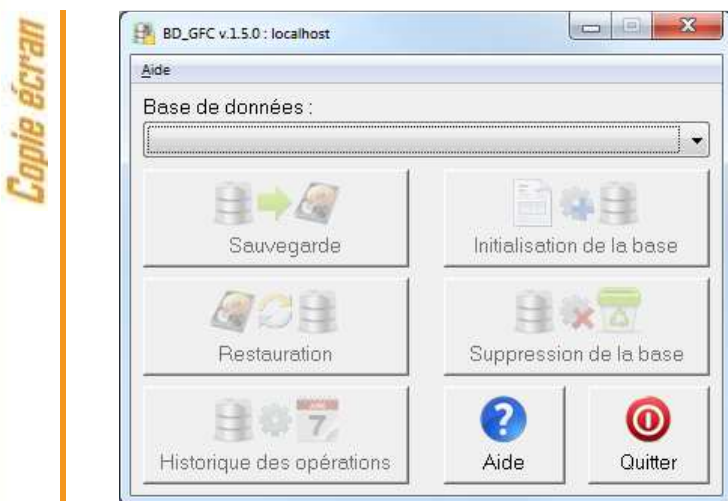 Copie écran
BD_GFC v.1.5.0 : localhost
Aide
Base de données :
Sauvegarde
Initialisation de la base
Restauration
Suppression de la base
7
Historique des opérations
Aide
Quitter